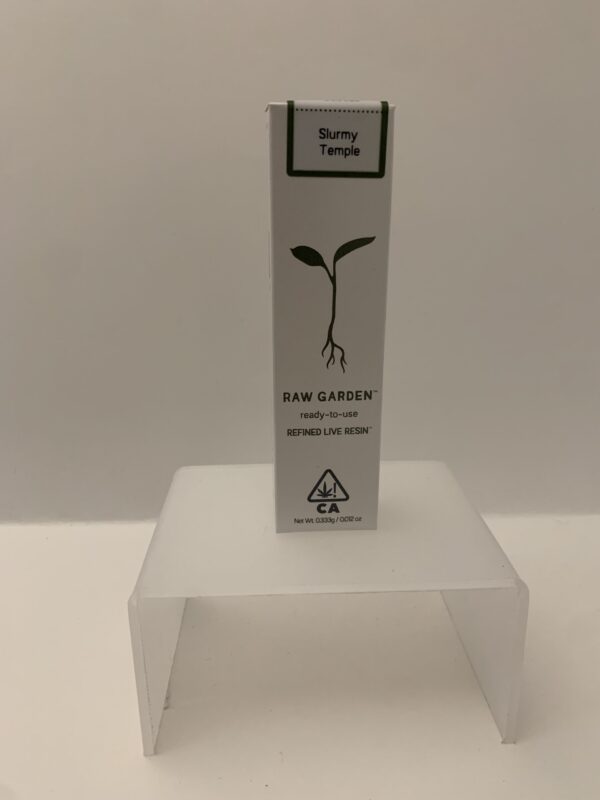 Slurmy
Temple
RAW GARDEN™
ready-to-use
REFINED LIVE RESIN™
!
CA
Net Wt. 0.333g / 0.012 oz